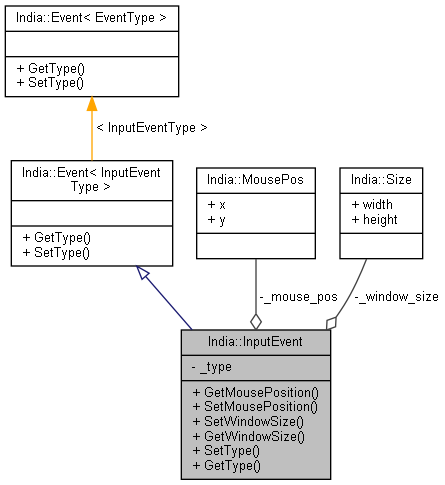 India::Event< EventType >
+ GetType()
+ SetType()
< InputEventType >
India::Event< InputEvent
Type >
+ GetType()
+ SetType()
India::MousePos
+ x
+ y
India::Size
+ width
+ height
-_mouse_pos
-_window_size
India::InputEvent
- _type
+ GetMousePosition()
+ SetMousePosition()
+ SetWindowSize()
+ GetWindowSize()
+ SetType()
+ GetType()